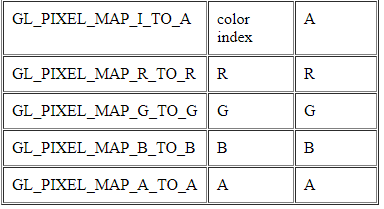 GL_PIXEL_MAP_I_TO_A color A
index
GL_PIXEL_MAP_R_TO_R R R
GL_PIXEL_MAP_G_TO_G G G
GL_PIXEL_MAP_B_TO_B B B
GL_PIXEL_MAP_A_TO_A A A